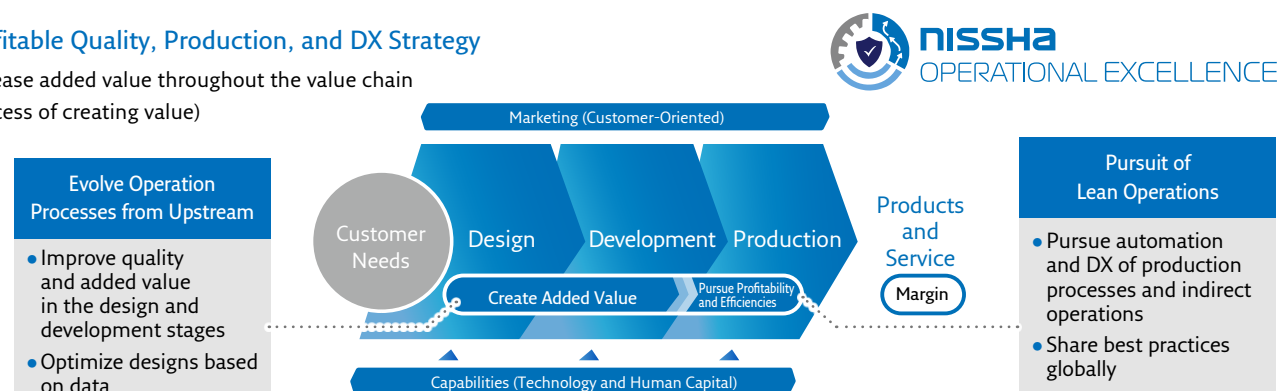 fitable Quality, Production, and DX Strategy
ease added value throughout the value chain
cess of creating value)
NISSHA
OPERATIONAL EXCELLENCE
Marketing (Customer-Oriented)
Evolve Operation
Processes from Upstream
• Improve quality
and added value
in the design and
development stages
• Optimize designs based
on data
Customer
Needs
Design
Development
Production
Create Added Value
Pursue Profitability
and Efficiencies
Capabilities (Technology and Human Capital)
Products
and
Service
Margin
Pursuit of
Lean Operations
• Pursue automation
and DX of production
processes and indirect
operations
• Share best practices
globally